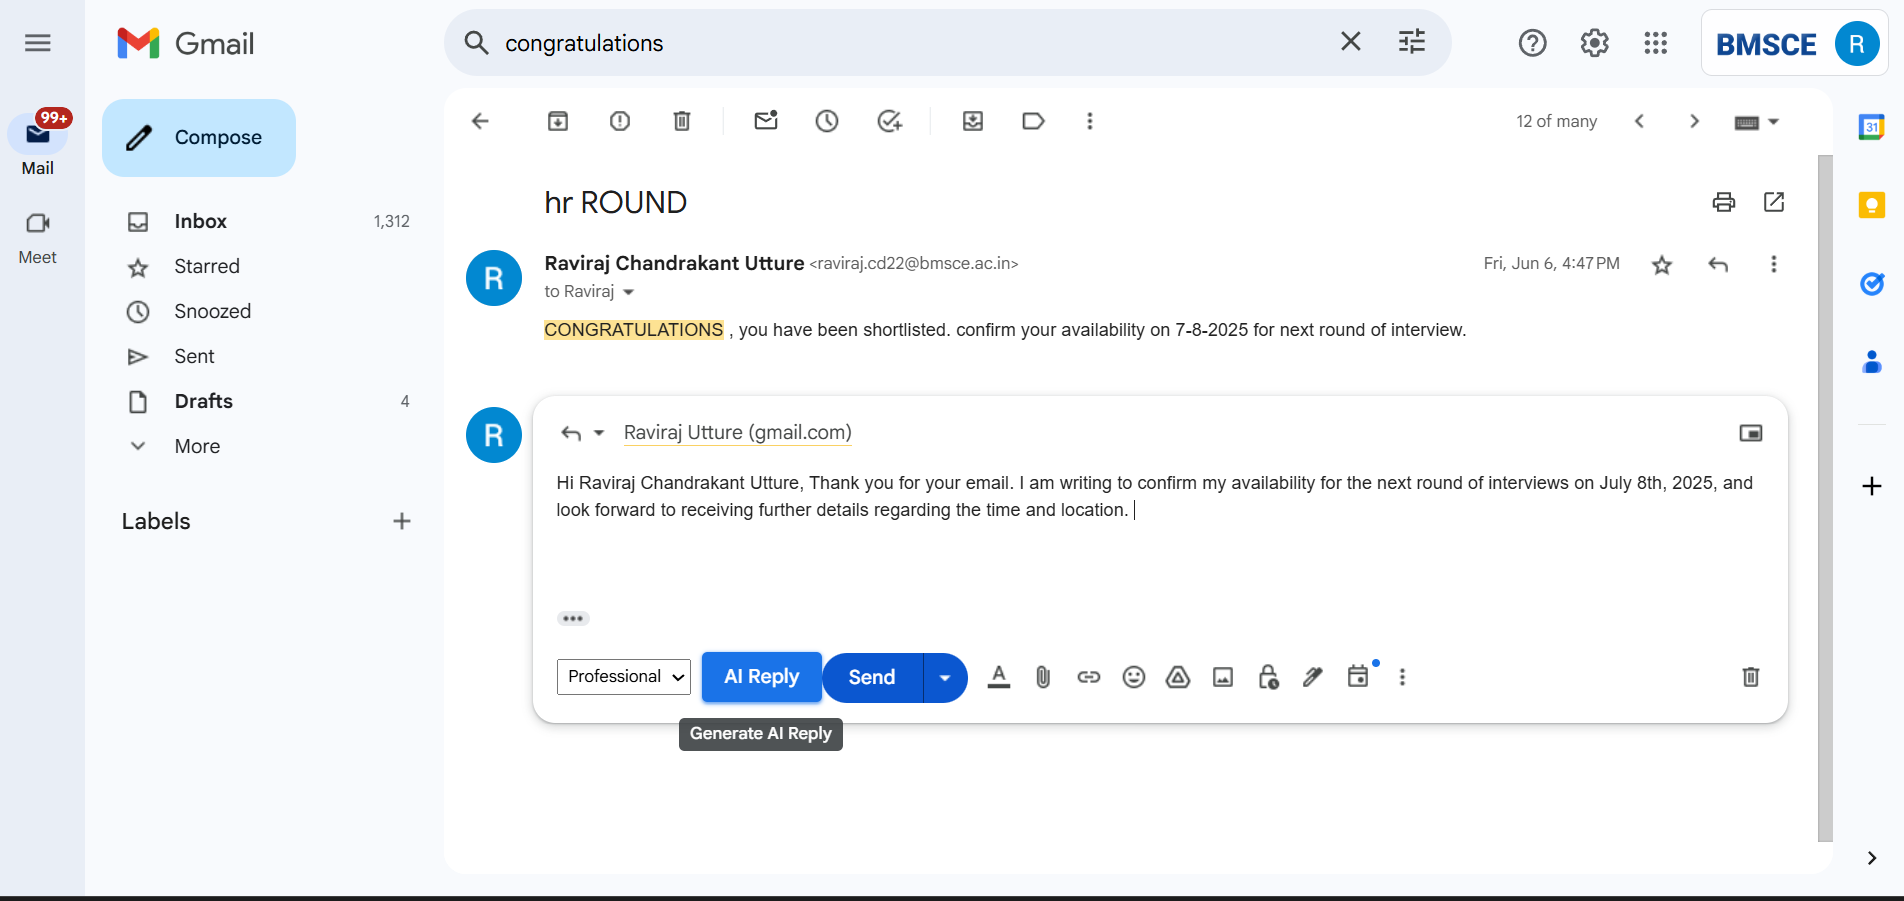 Gmail
congratulations
BMSCE
R
99+
Mail
Meet
Compose
Inbox 1,312
Starred
Snoozed
Sent
Drafts 4
More
Labels
12 of many
31
hr ROUND
R
Raviraj Chandrakant Utture <raviraj.cd22@bmsce.ac.in>
Fri, Jun 6, 4:47 PM
to Raviraj
CONGRATULATIONS , you have been shortlisted. confirm your availability on 7-8-2025 for next round of interview.
R
Raviraj Utture (gmail.com)
Hi Raviraj Chandrakant Utture, Thank you for your email. I am writing to confirm my availability for the next round of interviews on July 8th, 2025, and
look forward to receiving further details regarding the time and location.
Professional
AI Reply
Send
Generate AI Reply